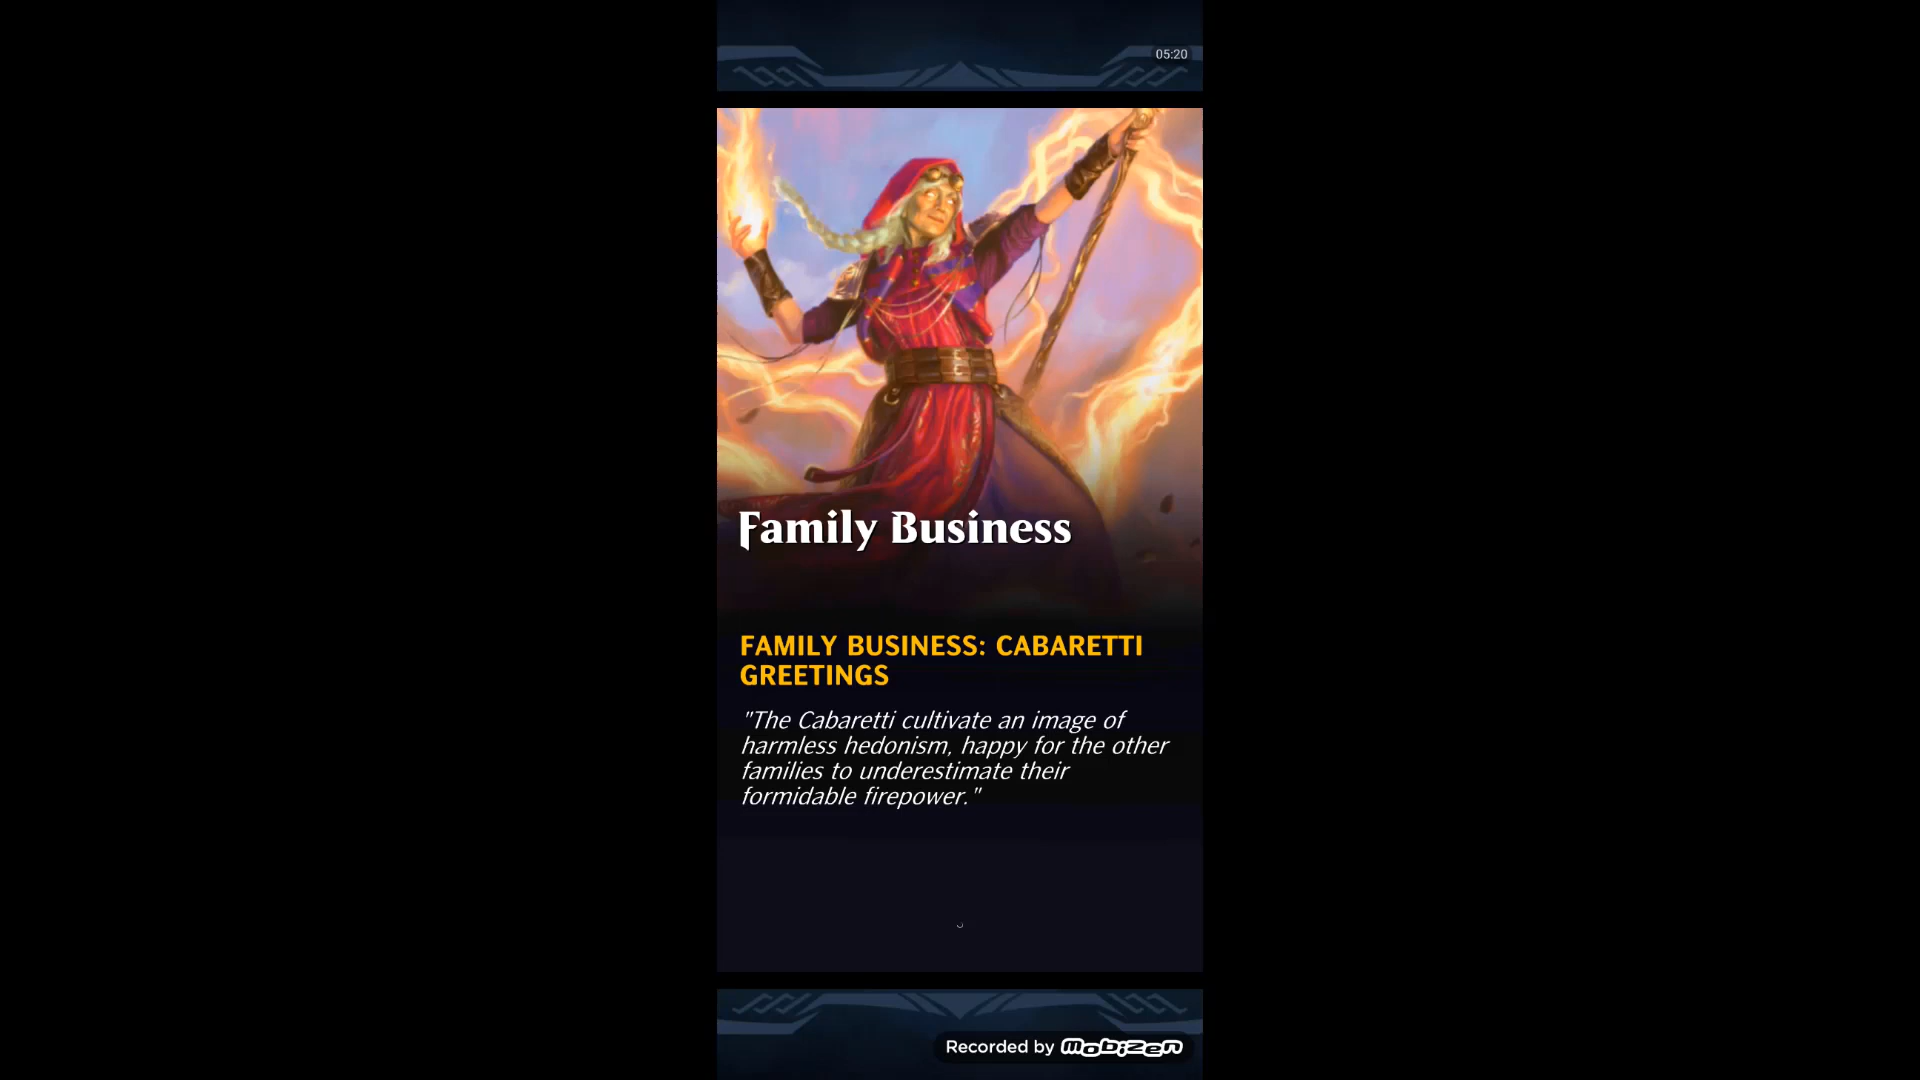 05:20
Family Business
FAMILY BUSINESS: CABARETTI
GREETINGS
"The Cabaretti cultivate an image of
harmless hedonism, happy for the other
families to underestimate their
formidable firepower."
Recorded by mobizen